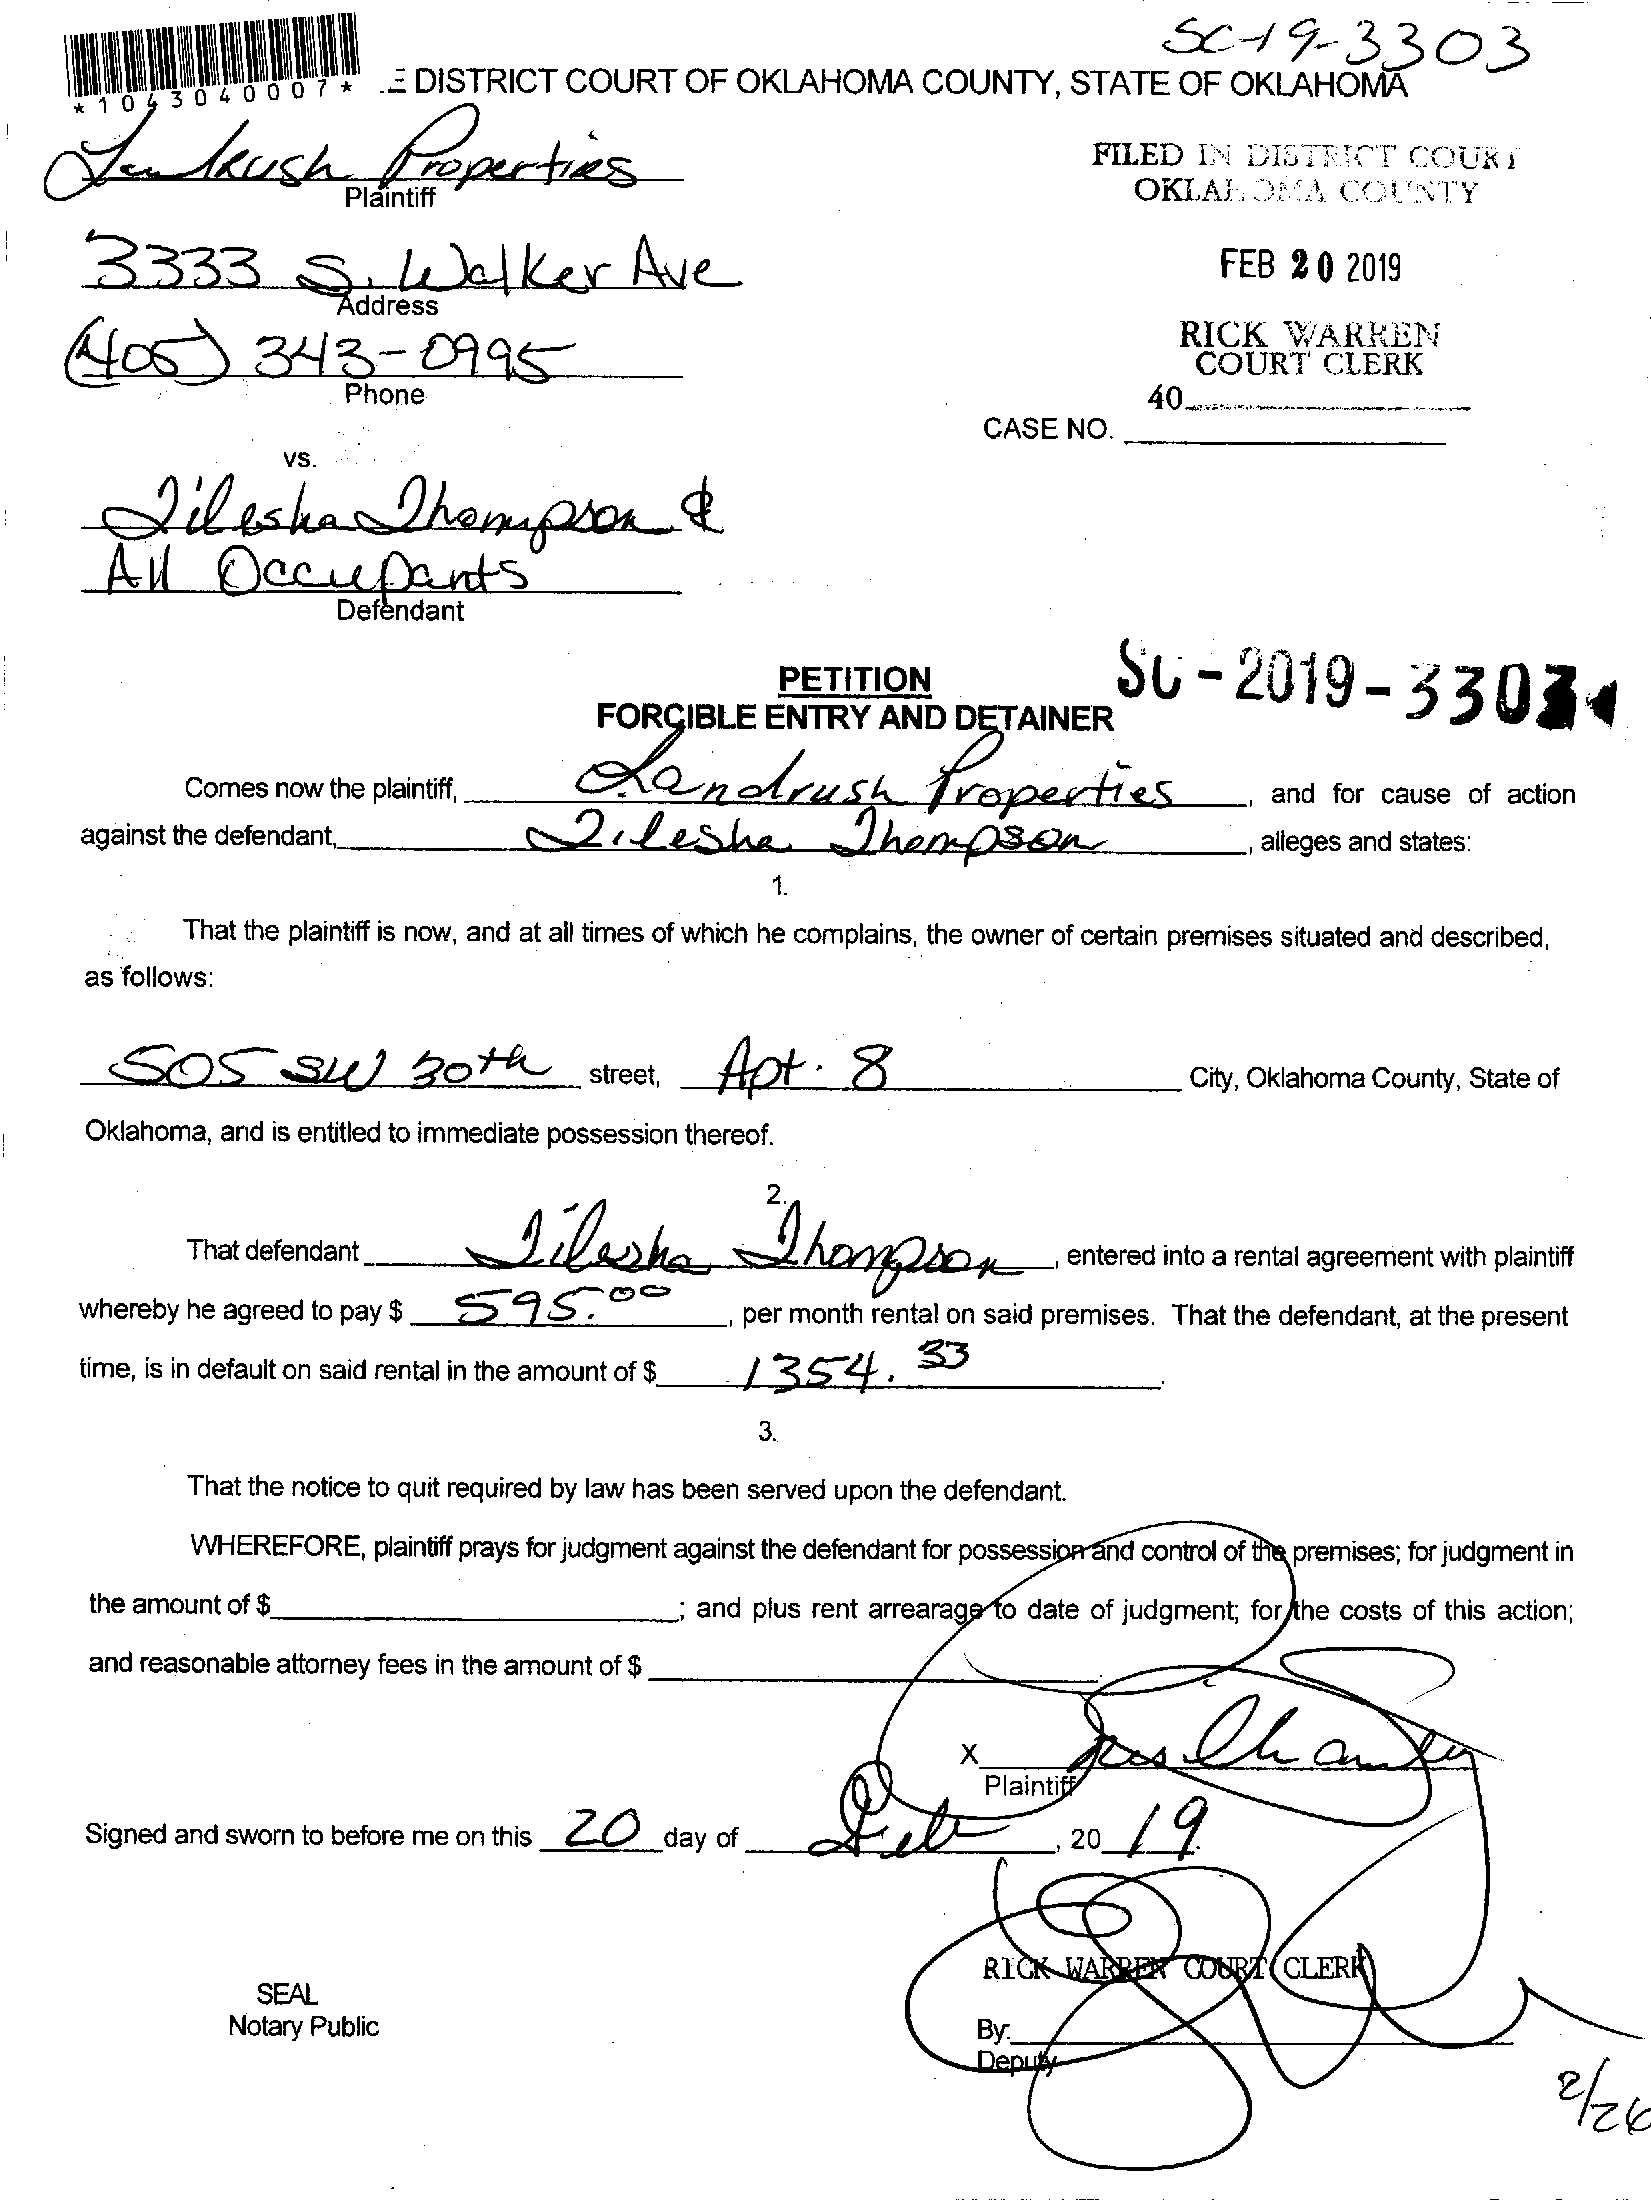 SC-19-3303
*1043040007*
E DISTRICT COURT OF OKLAHOMA COUNTY, STATE OF OKLAHOMA
Landrush Properties
Plaintiff
FILED IN DISTRICT COURT
OKLAHOMA COUNTY
3333 S. Walker Ave
Address
FEB 20 2019
(405) 343-0995
Phone
RICK WARREN
COURT CLERK
40
CASE NO.
vs.
Tilesha Thompson &
All Occupants
Defendant
PETITION
FORCIBLE ENTRY AND DETAINER
SC-2019-3303
Comes now the plaintiff, Landrush Properties, and for cause of action
against the defendant, Tilesha Thompson, alleges and states:
1.
That the plaintiff is now, and at all times of which he complains, the owner of certain premises situated and described,
as follows:
505 SW 30th street, Apt. 8 City, Oklahoma County, State of
Oklahoma, and is entitled to immediate possession thereof.
2.
That defendant Tilesha Thompson, entered into a rental agreement with plaintiff
whereby he agreed to pay $ 595.00, per month rental on said premises. That the defendant, at the present
time, is in default on said rental in the amount of $ 1354.33.
3.
That the notice to quit required by law has been served upon the defendant.
WHEREFORE, plaintiff prays for judgment against the defendant for possession and control of the premises; for judgment in
the amount of $ ; and plus rent arrearage to date of judgment; for the costs of this action;
and reasonable attorney fees in the amount of $
X
Plaintiff
Signed and sworn to before me on this 20 day of Feb, 20 19.
RICK WARREN COURT CLERK
SEAL
Notary Public
By:
Deputy
2/26